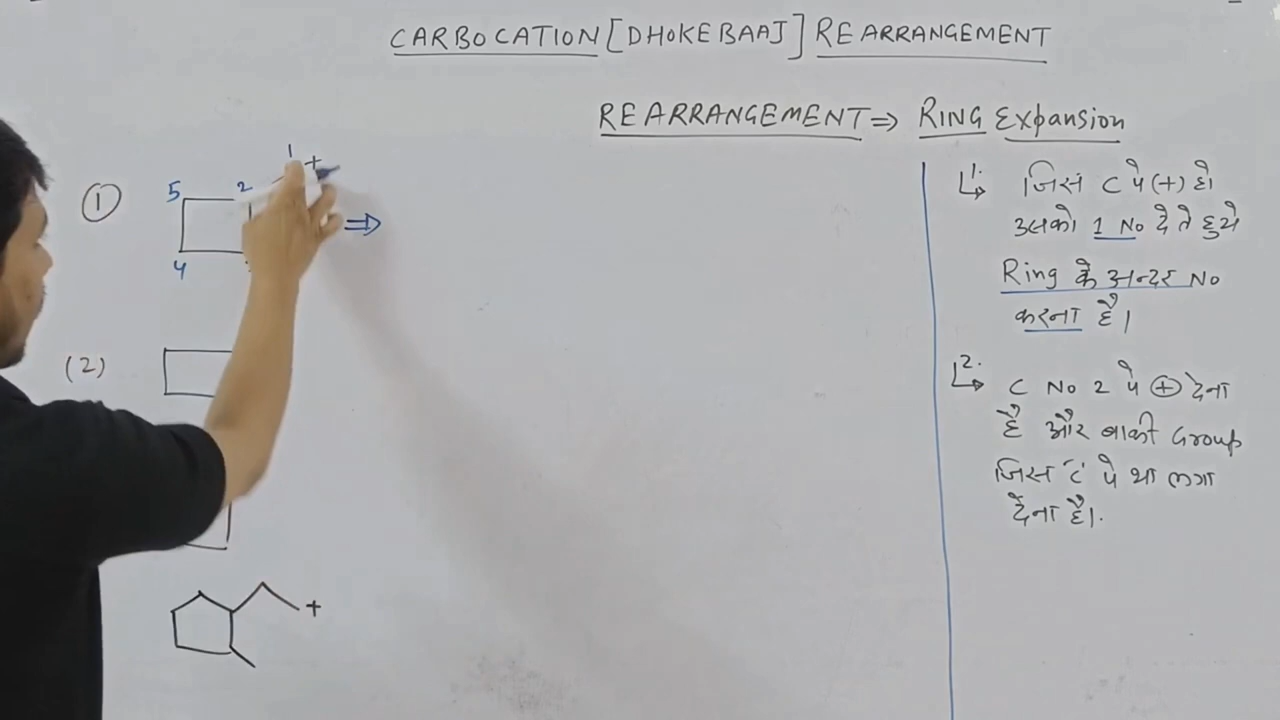 CARBOCATION [DHOKEBAAJ] REARRANGEMENT
REARRANGEMENT ⇒ RING Expansion
①
1 +
5 2
4
⇒
(2)
+
1. जिस C पे (+) हो
उसको 1 No देते हुये
Ring के अन्दर No
करना है।
2. C No 2 पे ⊕ देना
है और बाकी Group
जिस C पे था लगा
देना है।.